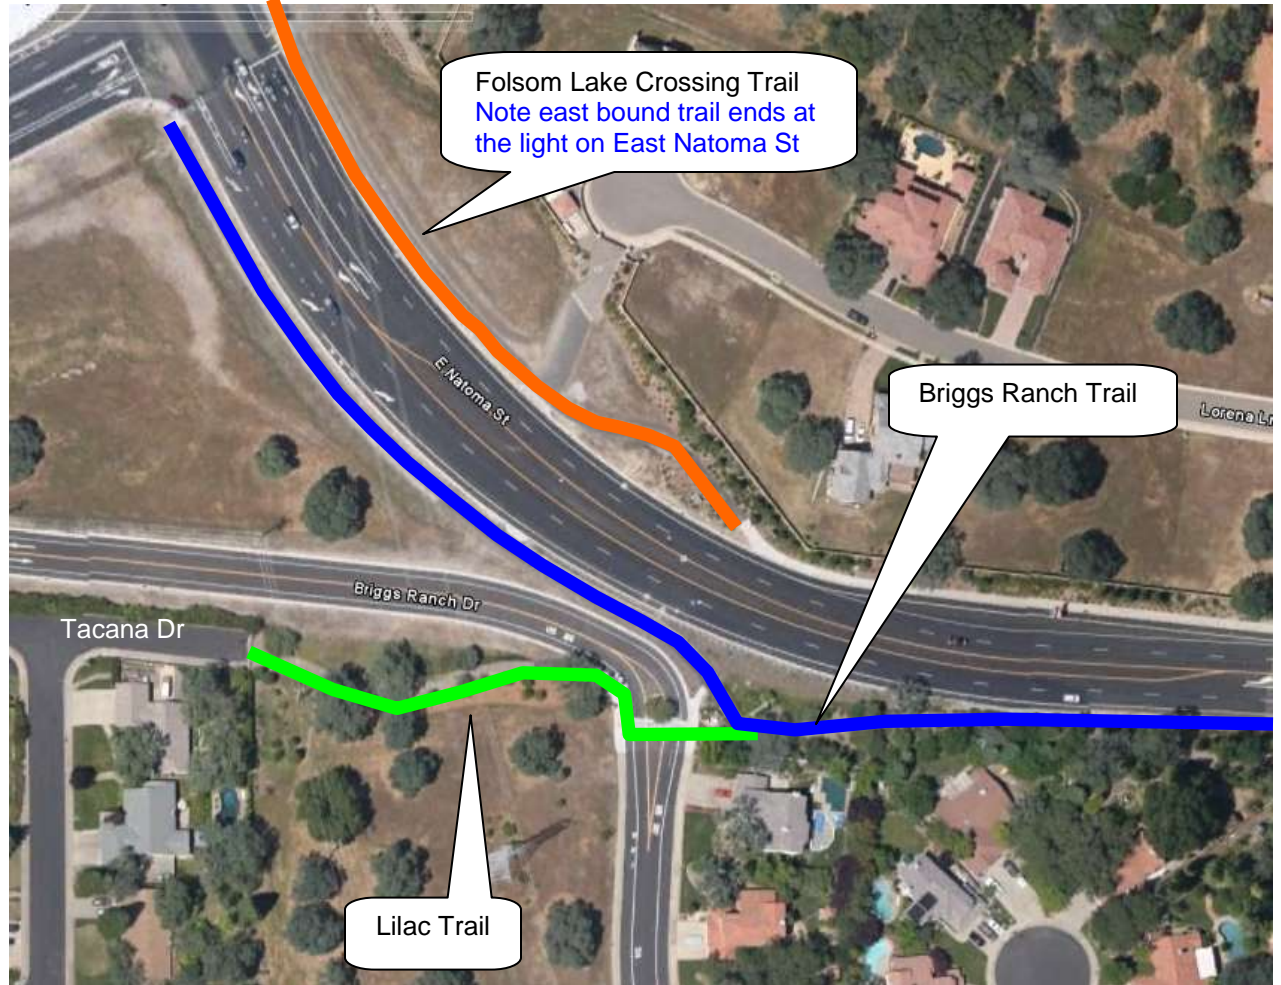 Folsom Lake Crossing Trail
Note east bound trail ends at
the light on East Natoma St
E Natoma St
Briggs Ranch Trail
Lorena Ln
Briggs Ranch Dr
Tacana Dr
Lilac Trail